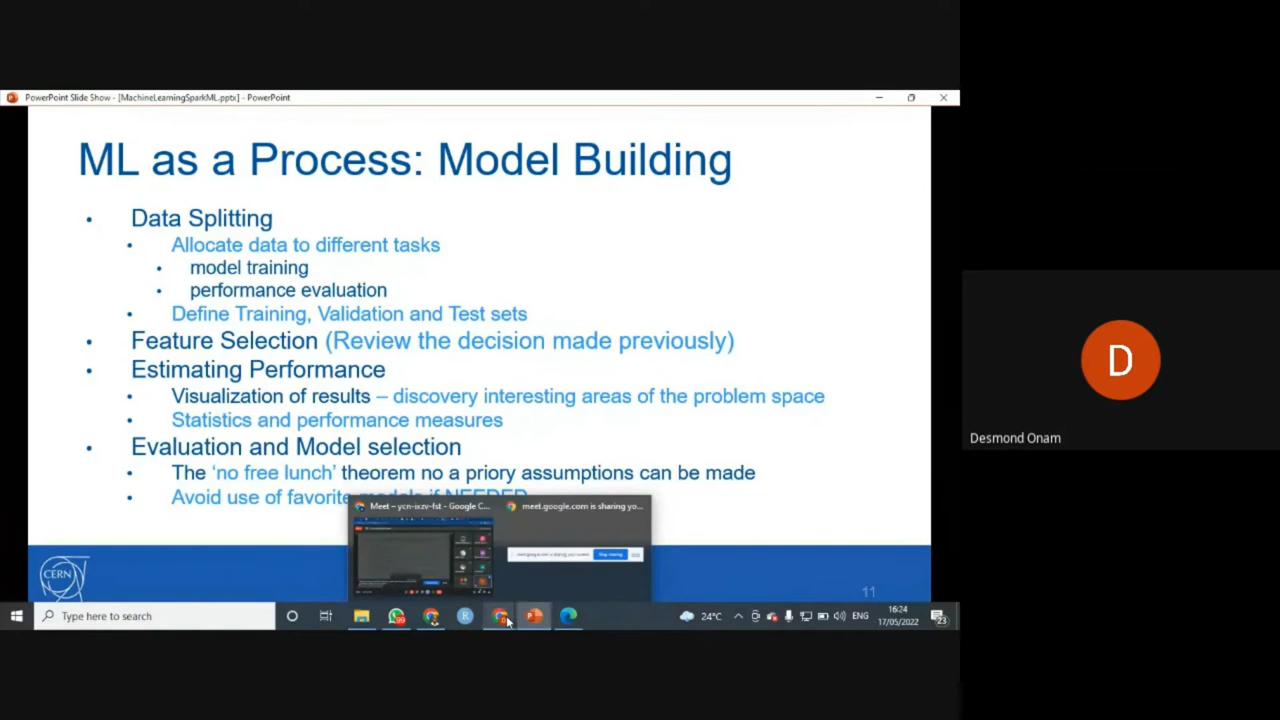 PowerPoint Slide Show - [MachineLearningSparkML.pptx] - PowerPoint
ML as a Process: Model Building
• Data Splitting
• Allocate data to different tasks
• model training
• performance evaluation
• Define Training, Validation and Test sets
• Feature Selection (Review the decision made previously)
• Estimating Performance
• Visualization of results – discovery interesting areas of the problem space
• Statistics and performance measures
• Evaluation and Model selection
• The ‘no free lunch’ theorem no a priory assumptions can be made
• Avoid use of favorite models if NEEDED
Meet – ycn-ixzv-fst - Google C...
meet.google.com is sharing yo...
Stop sharing
CERN
11
Type here to search
99
R
24°C
ENG
16:24
17/05/2022
23
D
Desmond Onam